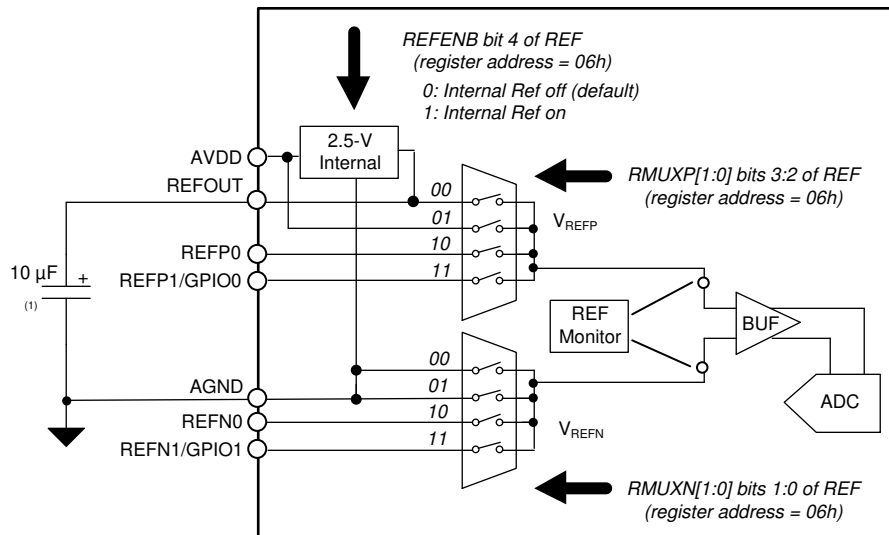 REFENB bit 4 of REF
(register address = 06h)
0: Internal Ref off (default)
1: Internal Ref on
2.5-V
Internal
AVDD
REFOUT
00
RMUXP[1:0] bits 3:2 of REF
(register address = 06h)
01
VREFP
REFP0
10
10 µF
+
(1)
REFP1/GPIO0
11
REF
Monitor
BUF
00
AGND
01
ADC
REFN0
10
VREFN
REFN1/GPIO1
11
RMUXN[1:0] bits 1:0 of REF
(register address = 06h)